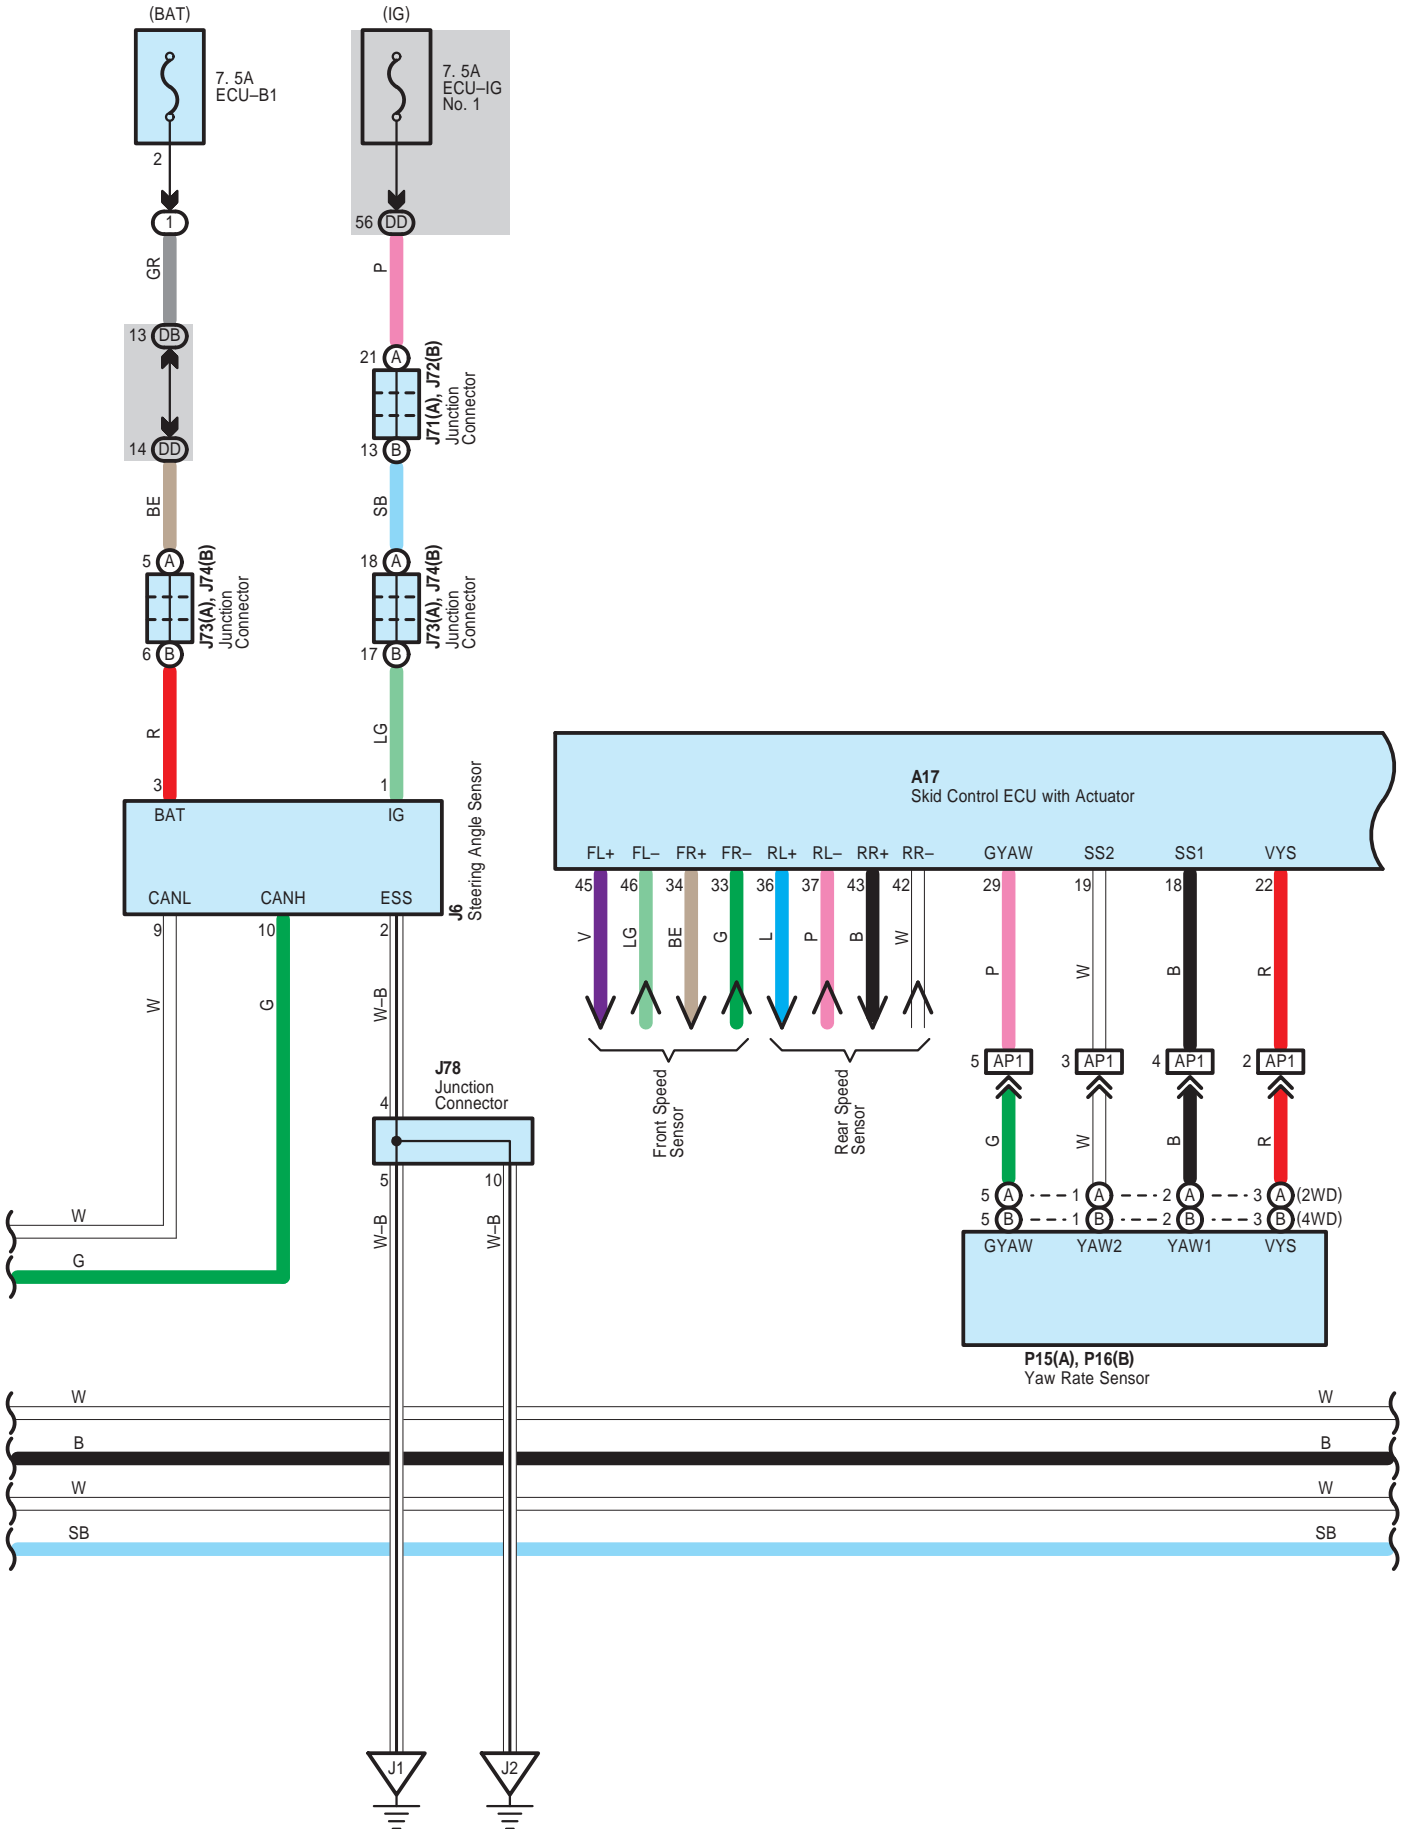 (BAT)
(IG)
7. 5A
ECU–B1
7. 5A
ECU–IG
No. 1
2
1
56 DD
GR
P
13 DB
21 A
J71(A), J72(B)
Junction
Connector
14 DD
13 B
BE
SB
5 A
J73(A), J74(B)
Junction
Connector
18 A
J73(A), J74(B)
Junction
Connector
6 B
17 B
R
LG
3
1
BAT
IG
CANL
CANH
ESS
J6
Steering Angle Sensor
9
10
2
W
G
W–B
A17
Skid Control ECU with Actuator
FL+ FL– FR+ FR– RL+ RL– RR+ RR– GYAW SS2 SS1 VYS
45 46 34 33 36 37 43 42 29 19 18 22
V LG BE G L P B W P W B R
Front Speed
Sensor
Rear Speed
Sensor
5 AP1 3 AP1 4 AP1 2 AP1
G W B R
5 A 1 A 2 A 3 A (2WD)
5 B 1 B 2 B 3 B (4WD)
GYAW YAW2 YAW1 VYS
P15(A), P16(B)
Yaw Rate Sensor
J78
Junction
Connector
4
5
10
W–B
W–B
W
G
W W
B B
W W
SB SB
J1
J2